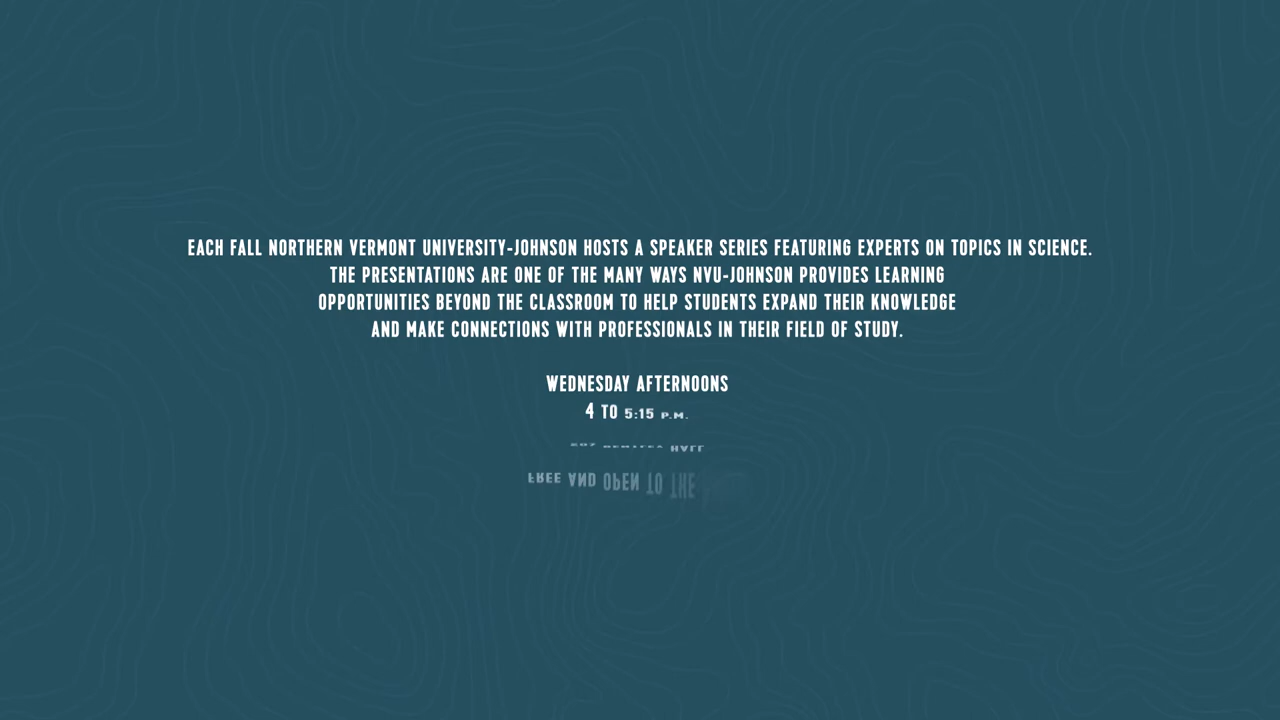 EACH FALL NORTHERN VERMONT UNIVERSITY-JOHNSON HOSTS A SPEAKER SERIES FEATURING EXPERTS ON TOPICS IN SCIENCE.
THE PRESENTATIONS ARE ONE OF THE MANY WAYS NVU-JOHNSON PROVIDES LEARNING
OPPORTUNITIES BEYOND THE CLASSROOM TO HELP STUDENTS EXPAND THEIR KNOWLEDGE
AND MAKE CONNECTIONS WITH PROFESSIONALS IN THEIR FIELD OF STUDY.
WEDNESDAY AFTERNOONS
4 TO 5:15 P.M.
HALL
FREE AND OPEN TO THE